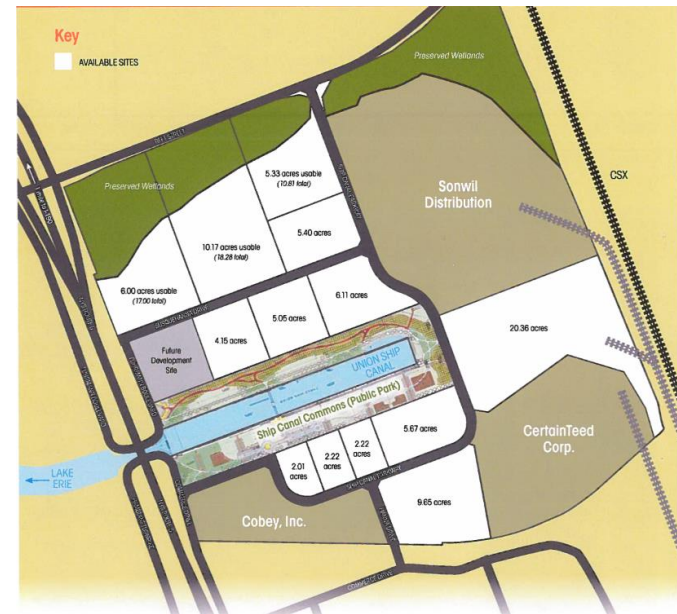 Key
AVAILABLE SITES
Preserved Wetlands
CSX
5.33 acres usable
(10.81 total)
Sonwil
Distribution
Preserved Wetlands
5.40 acres
10.17 acres usable
(18.28 total)
6.00 acres usable
(17.00 total)
6.11 acres
5.05 acres
4.15 acres
20.36 acres
Future
Development
Site
UNION SHIP
CANAL
Ship Canal Commons (Public Park)
5.67 acres
CertainTeed
Corp.
2.22
acres
2.22
acres
2.01
acres
LAKE
ERIE
9.65 acres
Cobey, Inc.
COMMERCE DRIVE